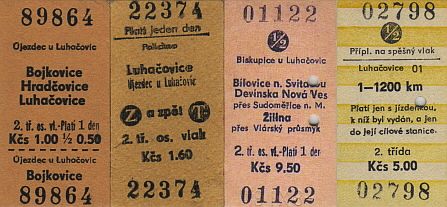 89864
Ujezdec u Luhačovic
Bojkovice
Hradčovice
Luhačovice
2. tř. os. vl.-Platí 1 den
Kčs 1.00 ½ 0.50
Ujezdec u Luhačovic
Bojkovice
89864
22374
Platí jeden den
Luhačovice
Ujezdec u Luhačovic
Z a zpět T
2. tř. os. vlak
Kčs 1.60
22374
01122
½
Biskupice u Luhačovic
Bílovice n. Svitavou
Devínska Nová Ves
přes Sudoměřice n. M.
Žilina
přes Vlárský průsmyk
2. tř. os. vl.-Platí 1 den
Kčs 9.50
01122
02798
½
Přípl. na spěšný vlak
Luhačovice 01
1—1200 km
Platí jen s jízdenkou,
k níž byl vydán, a jen
do její cílové stanice.
2. třída
Kčs 5.00
02798